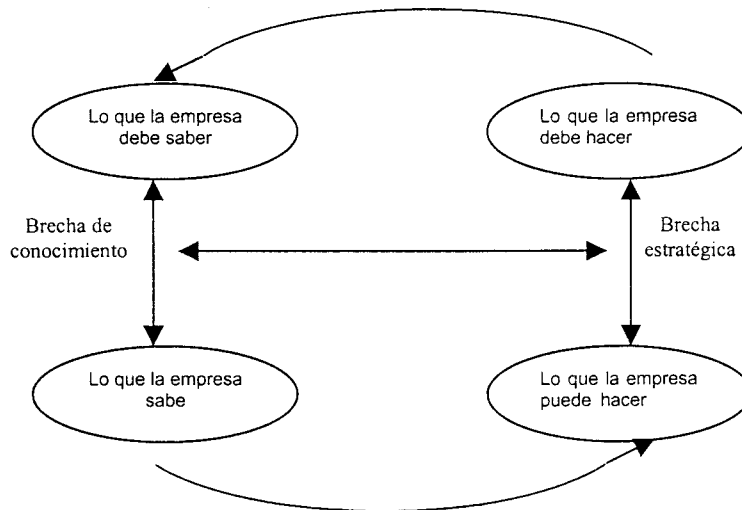 Lo que la empresa
debe saber
Lo que la empresa
debe hacer
Brecha de
conocimiento
Brecha
estratégica
Lo que la empresa
sabe
Lo que la empresa
puede hacer